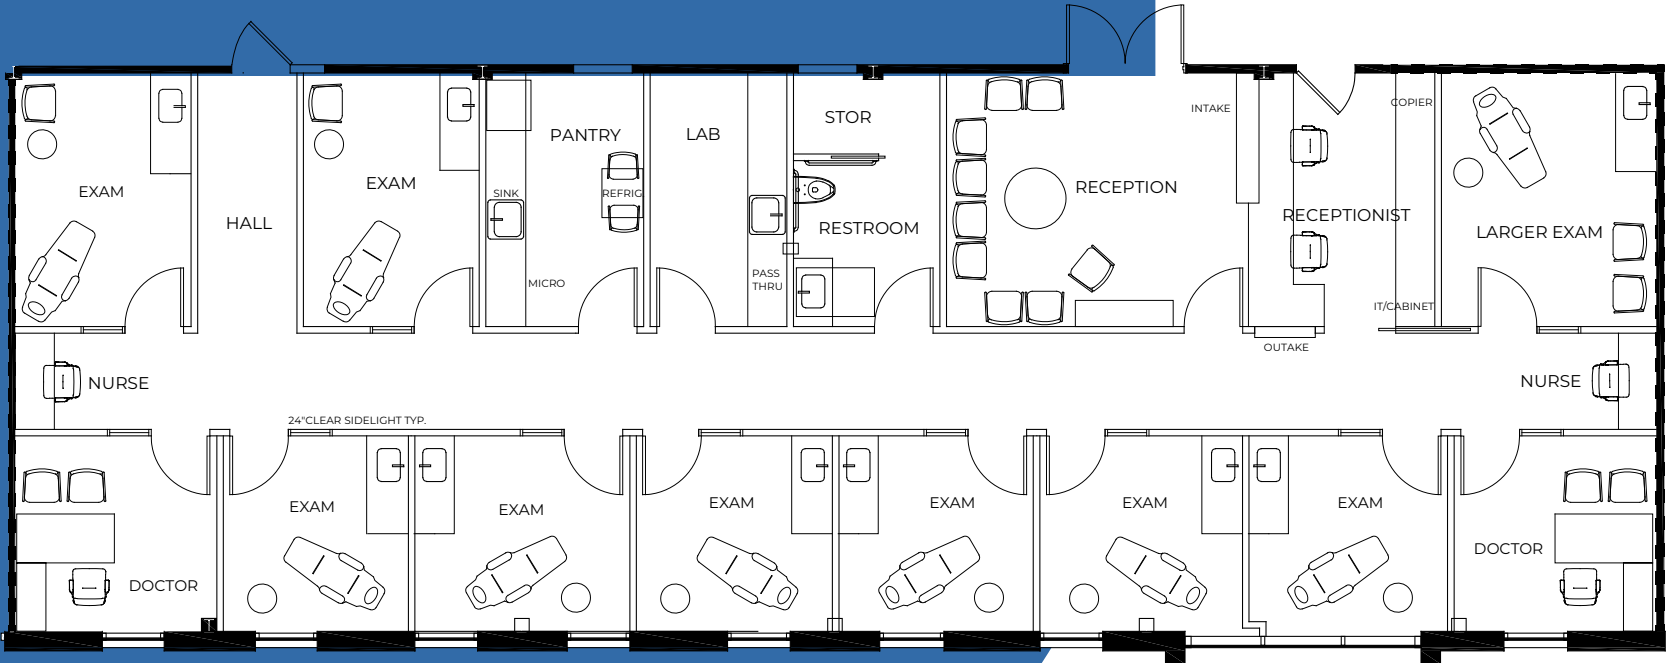 INTAKE
COPIER
STOR
PANTRY
LAB
EXAM
EXAM
RECEPTION
SINK
REFRIG
HALL
RESTROOM
RECEPTIONIST
LARGER EXAM
PASS
THRU
MICRO
IT/CABINET
OUTAKE
NURSE
NURSE
24"CLEAR SIDELIGHT TYP.
EXAM
EXAM
EXAM
EXAM
EXAM
EXAM
DOCTOR
DOCTOR